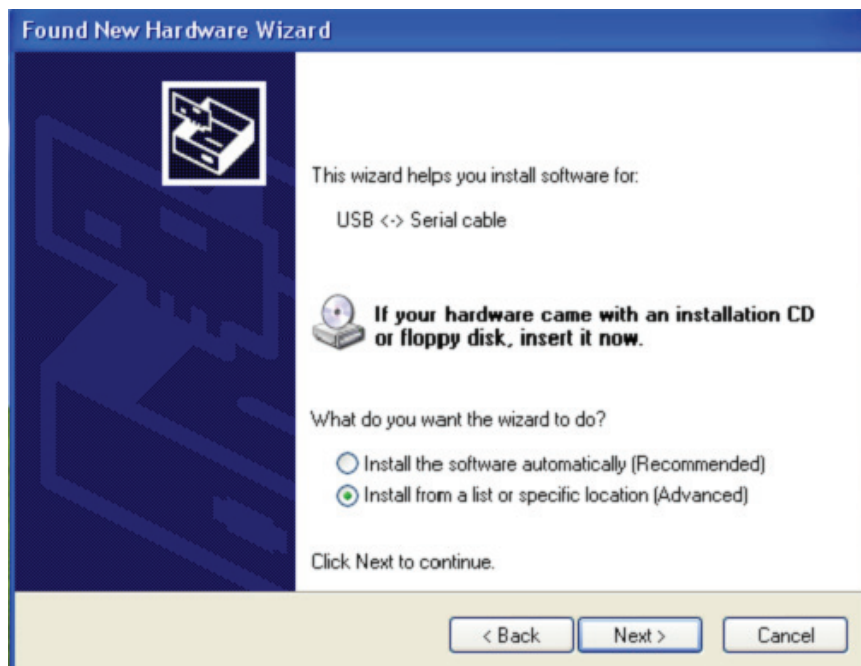 Found New Hardware Wizard
This wizard helps you install software for:
USB <-> Serial cable
If your hardware came with an installation CD
or floppy disk, insert it now.
What do you want the wizard to do?
Install the software automatically (Recommended)
Install from a list or specific location (Advanced)
Click Next to continue.
< Back Next > Cancel